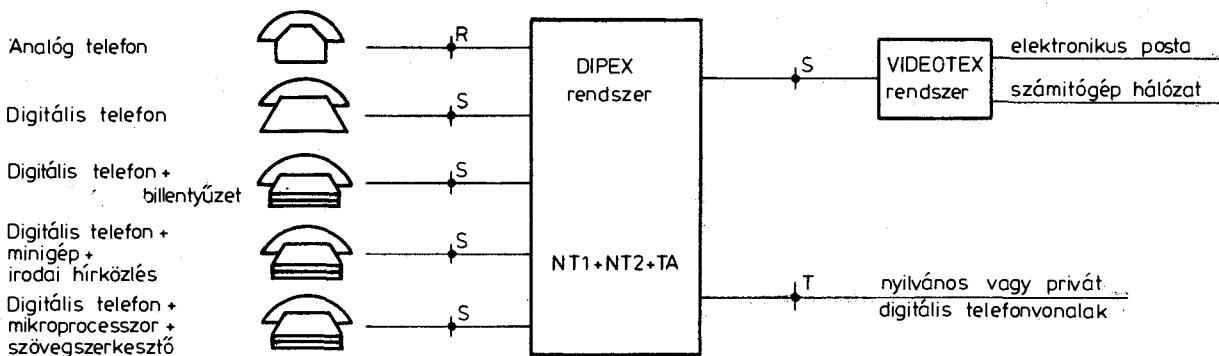 Analóg telefon
R
Digitális telefon
S
Digitális telefon +
billentyűzet
S
Digitális telefon +
minigép +
irodai hírközlés
S
Digitális telefon +
mikroprocesszor +
szövegszerkesztő
S
DIPEX
rendszer
NT1+NT2+TA
S
VIDEOTEX
rendszer
elektronikus posta
számitógép hálózat
T
nyilvános vagy privát
digitális telefonvonalak